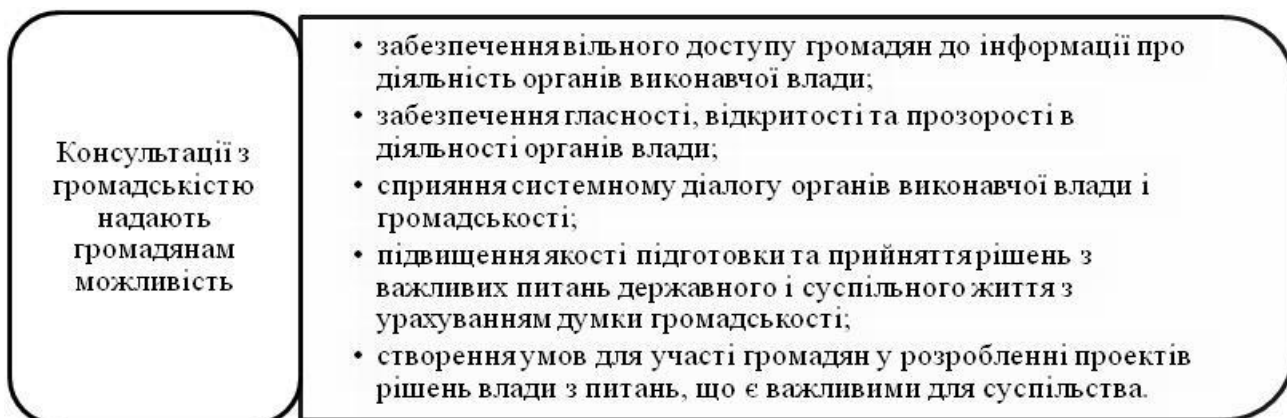 Консультації з
громадськістю
надають
громадянам
можливість
• забезпечення вільного доступу громадян до інформації про
діяльність органів виконавчої влади;
• забезпечення гласності, відкритості та прозорості в
діяльності органів влади;
• сприяння системному діалогу органів виконавчої влади і
громадськості;
• підвищення якості підготовки та прийняття рішень з
важливих питань державного і суспільного життя з
урахуванням думки громадськості;
• створення умов для участі громадян у розробленні проектів
рішень влади з питань, що є важливими для суспільства.